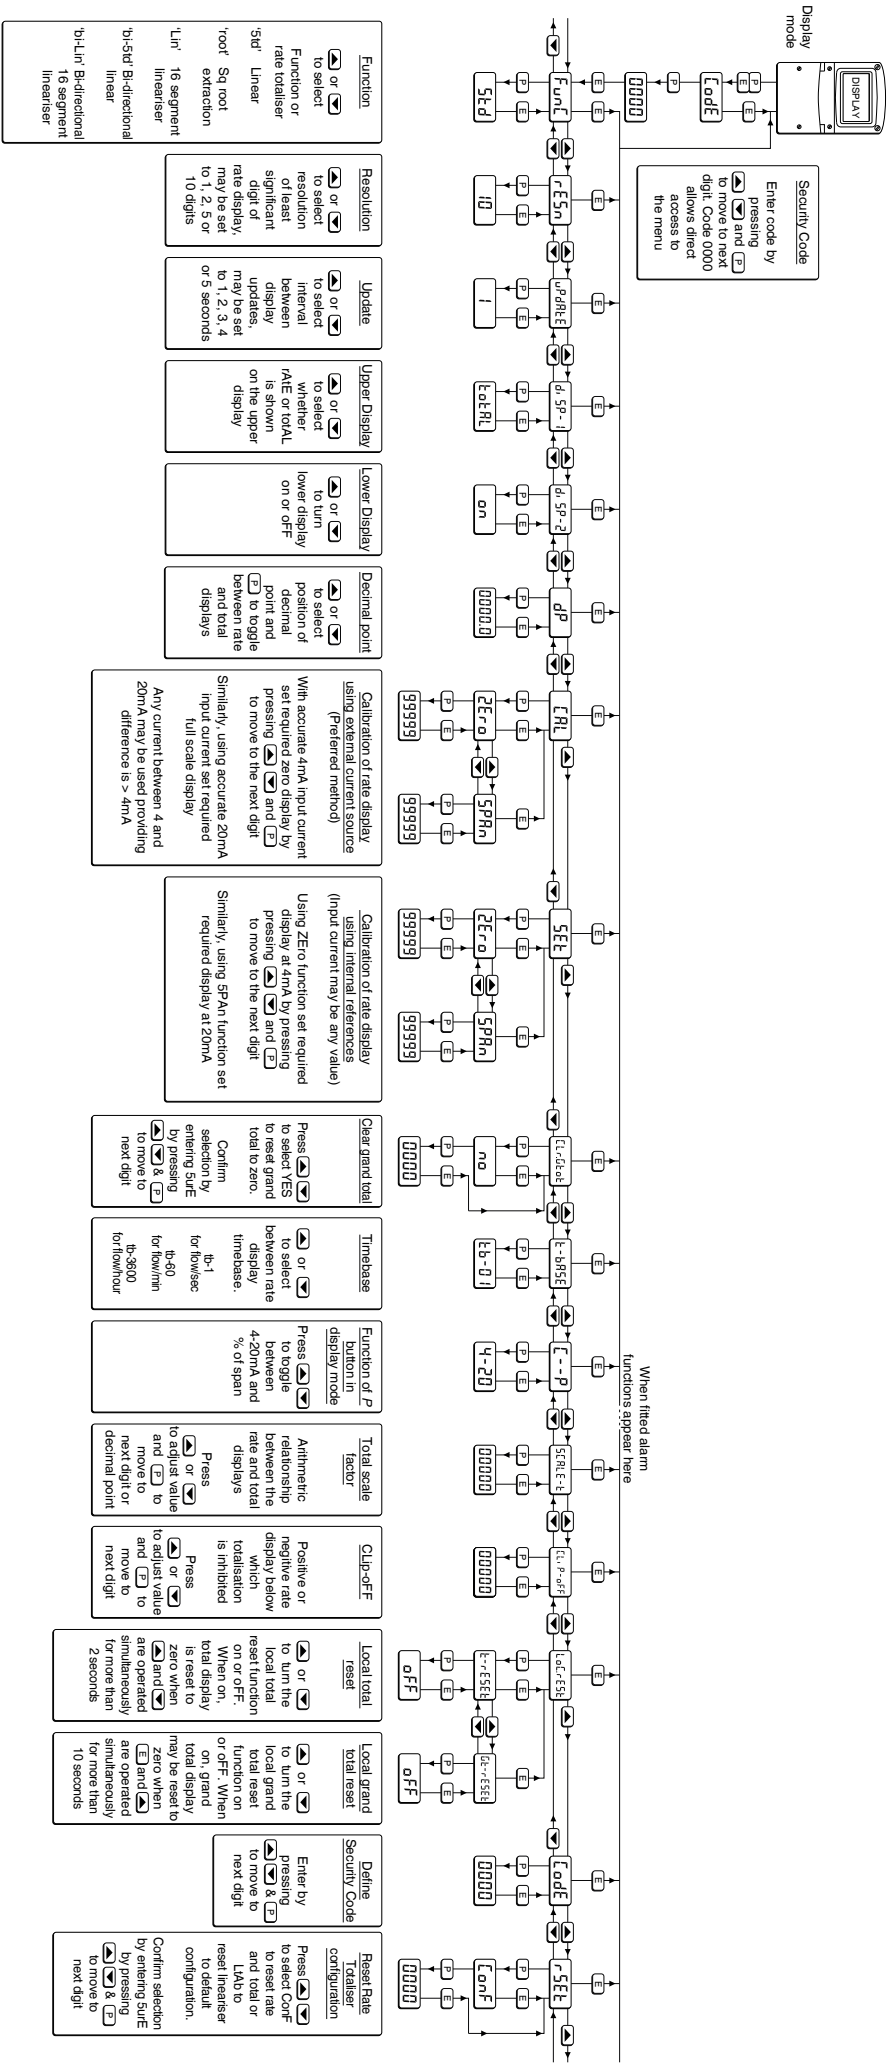 Display
mode
DISPLAY
E P
E
CodE
P
0000
Security Code
Enter code by
pressing
▲ ▼ and P
to move to next
digit. Code 0000
allows direct
access to
the menu
When fitted alarm
functions appear here
E
FunC
P E
Std
E
rESn
P E
10
E
uPdAtE
P E
1
E
diSP-1
P E
totAL
E
diSP-2
P E
on
E
dP
P E
0000.0
E
CAL
P E
ZEro
P E
99999
E
SPAn
P E
99999
E
SEt
P E
ZEro
P E
99999
E
SPAn
P E
99999
E
CLr.Gtot
P E
no
P E
0000
E
t-bASE
P E
tb-01
E
C--P
P E
4-20
E
SCALE-t
P E
00000
E
CLiP-oFF
P E
00000
E
LoC.rESEt
P E
t-rESEt
P E
oFF
E
Gt-rESEt
P E
oFF
E
CodE
P E
0000
E
rSEt
P E
ConF
P E
0000
Function
▲ or ▼
to select
Function or
rate totaliser
'5td' Linear
'root' Sq root
extraction
'Lin' 16 segment
lineariser
'bi-5td' Bi-directional
linear
'bi-Lin' Bi-directional
16 segment
lineariser
Resolution
▲ or ▼
to select
resolution
of least
significant
digit of
rate display,
may be set
to 1, 2, 5 or
10 digits
Update
▲ or ▼
to select
interval
between
display
updates,
may be set
to 1, 2, 3, 4
or 5 seconds
Upper Display
▲ or ▼
to select
whether
rAtE or totAL
is shown
on the upper
display
Lower Display
▲ or ▼
to turn
lower display
on or oFF
Decimal point
▲ or ▼
to select
position of
decimal
point and
P to toggle
between rate
and total
displays
Calibration of rate display
using external current source
(Preferred method)
With accurate 4mA input current
set required zero display by
pressing ▲ ▼ and P
to move to the next digit
Similarly, using accurate 20mA
input current set required
full scale display
Any current between 4 and
20mA may be used providing
difference is > 4mA
Calibration of rate display
using internal references
(Input current may be any value)
Using ZEro function set required
display at 4mA by pressing
pressing ▲ ▼ and P
to move to the next digit
Similarly, using 5PAn function set
required display at 20mA
Clear grand total
Press ▲ ▼
to select YES
to reset grand
total to zero.
Confirm
selection by
entering 5urE
by pressing
▲ ▼ & P
to move to
next digit
Timebase
▲ or ▼
to select
between rate
display
timebase.
tb-1
for flow/sec
tb-60
for flow/min
tb-3600
for flow/hour
Function of P
button in
display mode
Press ▲ ▼
to toggle
between
4-20mA and
% of span
Total scale
factor
Arithmetric
relationship
between the
rate and total
displays
Press
▲ or ▼
to adjust value
and P to
move to
next digit or
decimal point
CLip-oFF
Positive or
negitive rate
display below
which
totalisation
is inhibited
Press
▲ or ▼
to adjust value
and P to
move to
next digit
Local total
reset
▲ or ▼
to turn the
local total
reset function
on or oFF.
When on,
total display
is reset to
zero when
▲ and ▼
are operated
simultaneously
for more than
2 seconds
Local grand
total reset
▲ or ▼
to turn the
local grand
total reset
function on
or oFF. When
on, grand
total display
may be reset to
zero when
E and ▲
are operated
simultaneously
for more than
10 seconds
Define
Security Code
Enter by
pressing
▲ ▼ & P
to move to
next digit
Reset Rate
Totaliser
configuration
Press ▲ ▼
to select ConF
to reset rate
and total or
LtAb to
reset lineariser
to default
configuration.
Confirm selection
by entering 5urE
by pressing
▲ ▼ & P
to move to
next digit